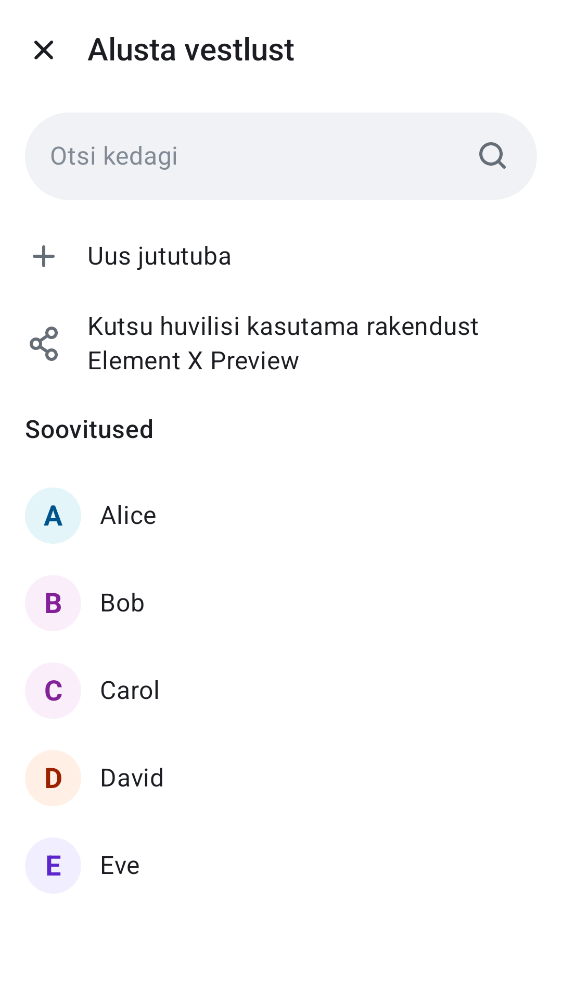 Alusta vestlust
Otsi kedagi
Uus jututuba
Kutsu huvilisi kasutama rakendust
Element X Preview
Soovitused
A Alice
B Bob
C Carol
D David
E Eve